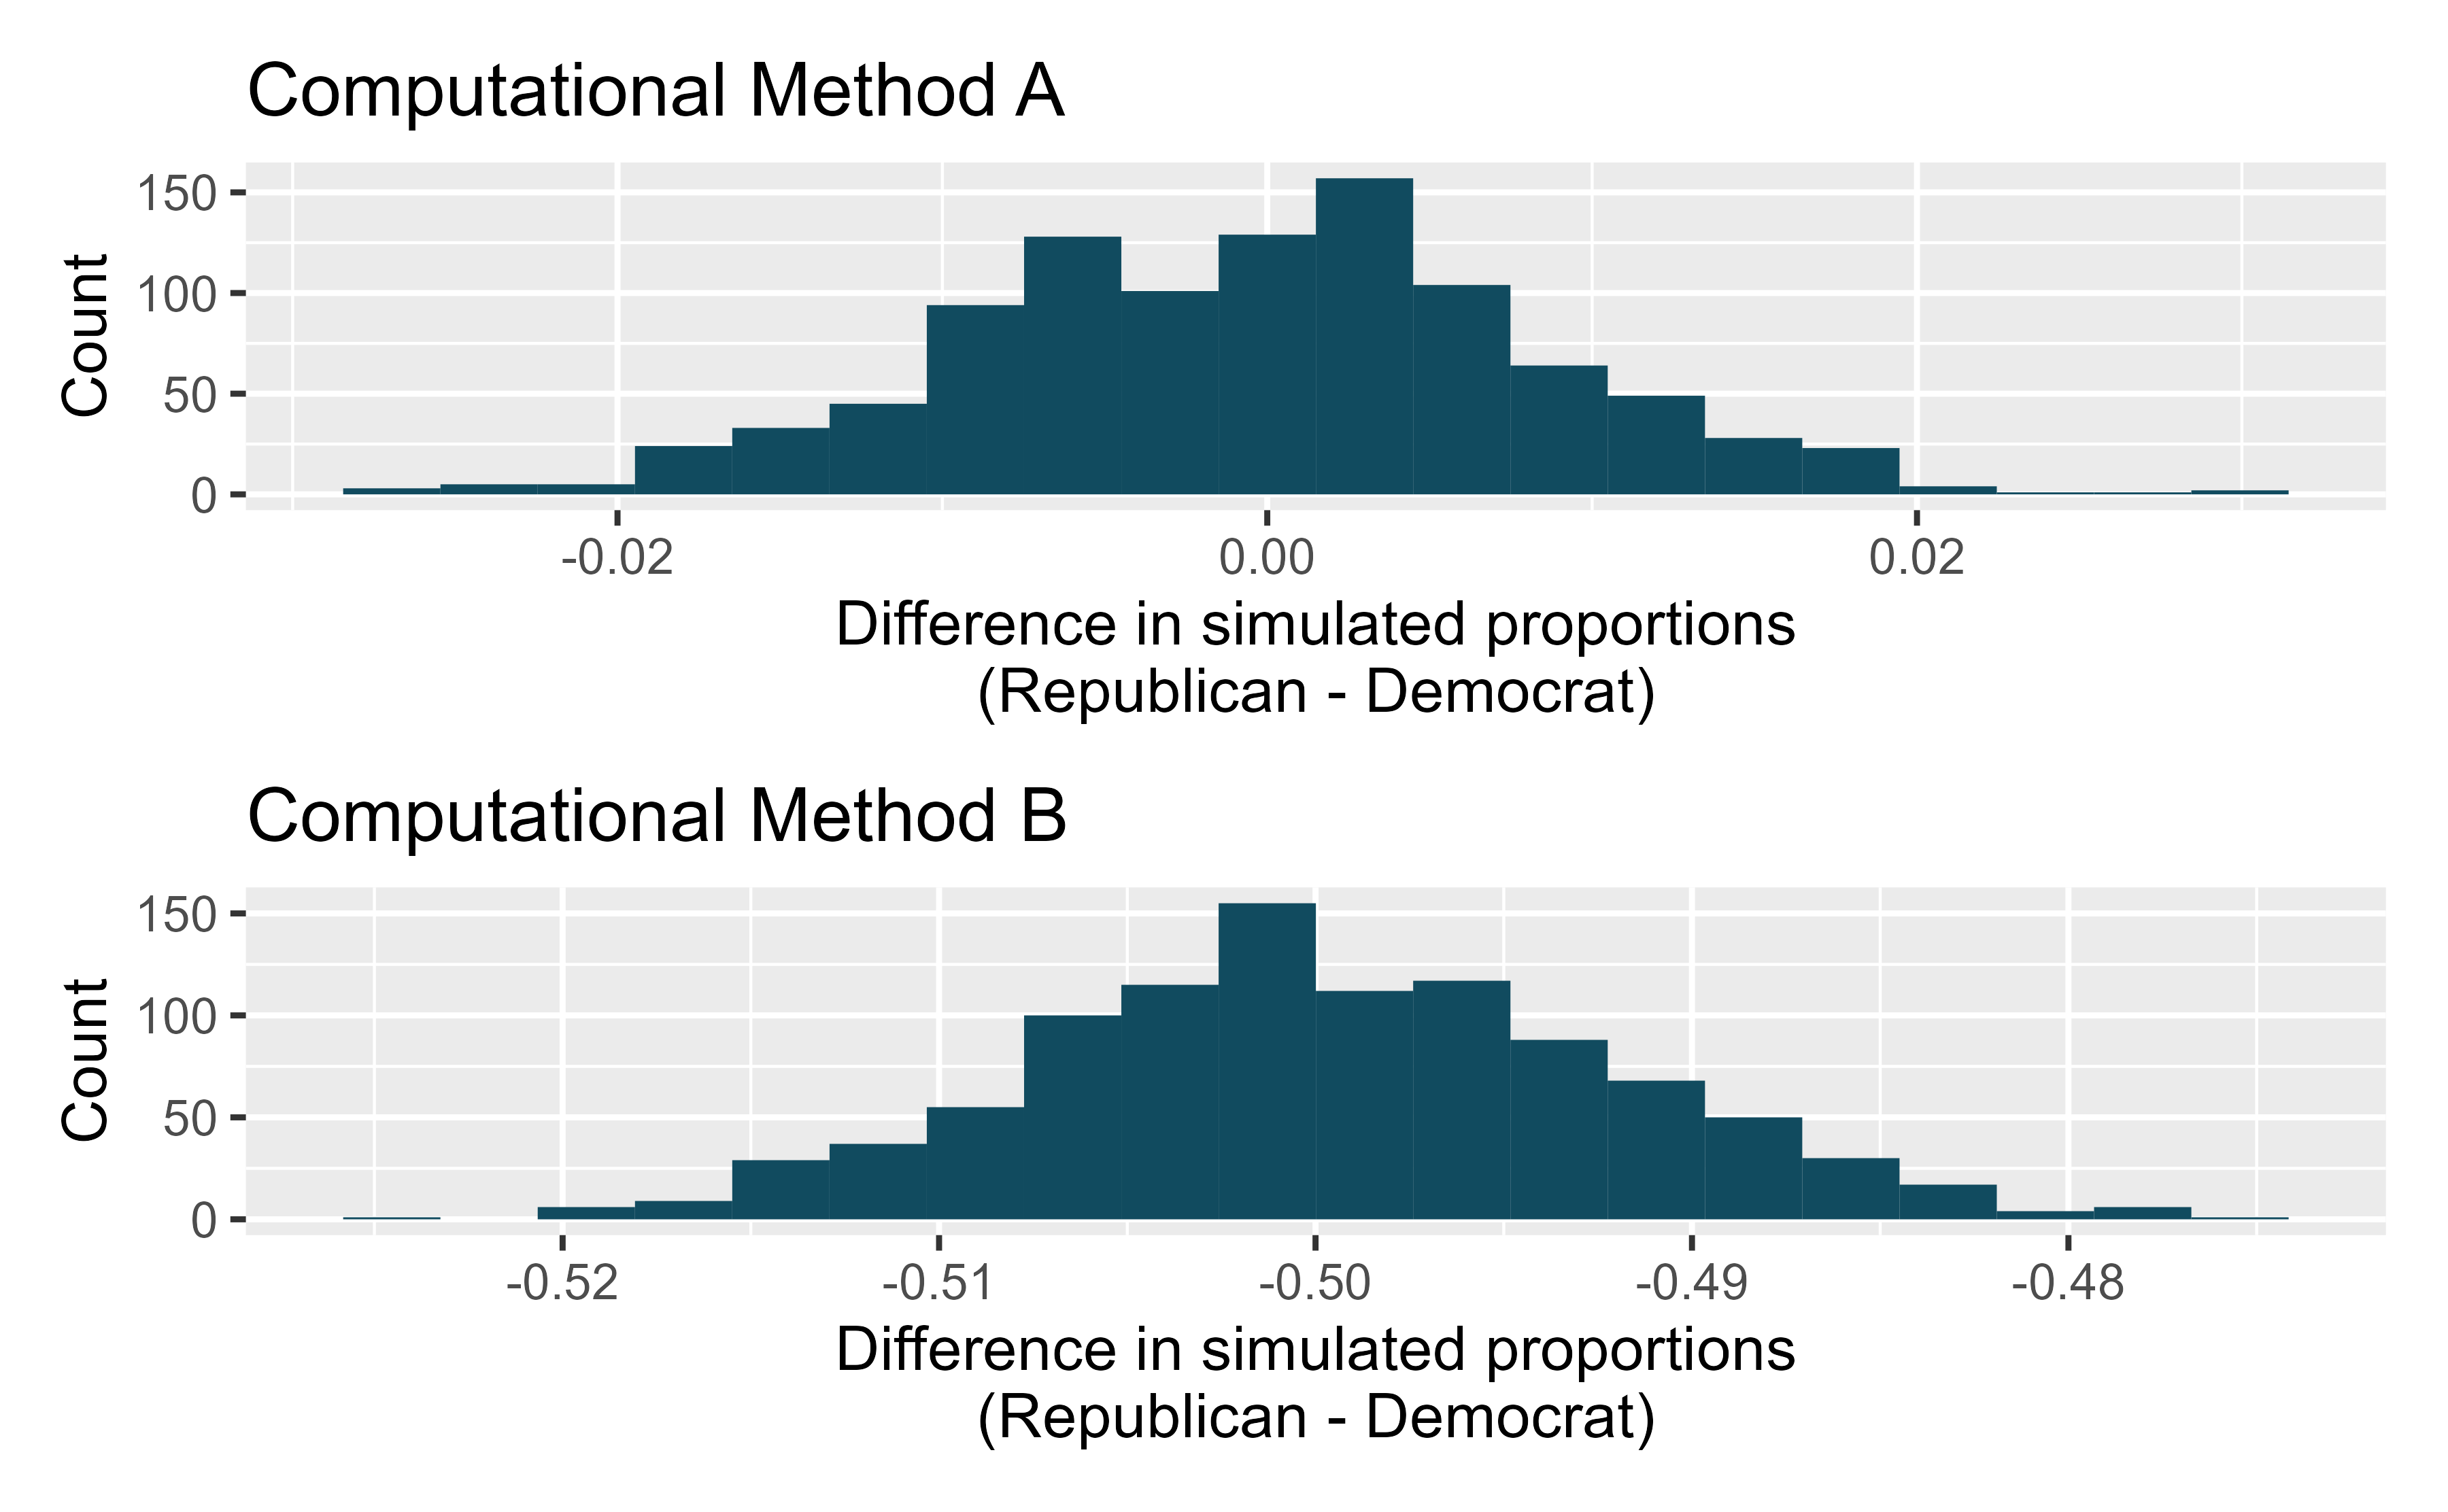 Computational Method A
Count
150
100
50
0
-0.02 0.00 0.02
Difference in simulated proportions
(Republican - Democrat)
Computational Method B
Count
150
100
50
0
-0.52 -0.51 -0.50 -0.49 -0.48
Difference in simulated proportions
(Republican - Democrat)